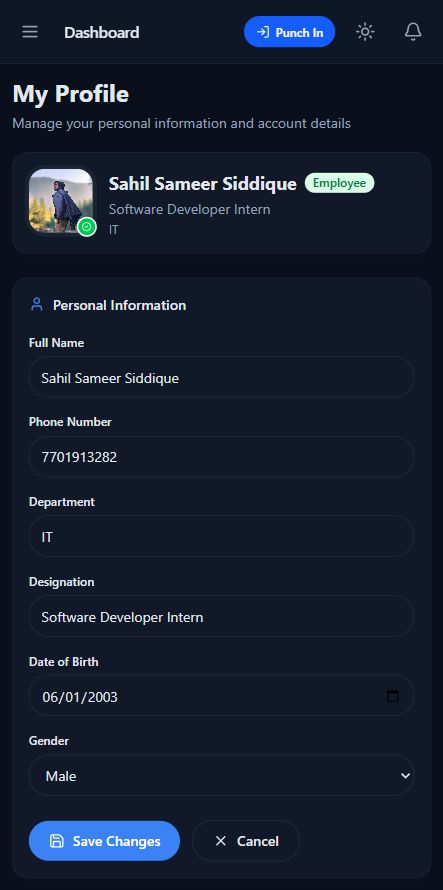 Dashboard
Punch In
My Profile
Manage your personal information and account details
Sahil Sameer Siddique
Employee
Software Developer Intern
IT
Personal Information
Full Name
Sahil Sameer Siddique
Phone Number
7701913282
Department
IT
Designation
Software Developer Intern
Date of Birth
06/01/2003
Gender
Male
Save Changes
Cancel